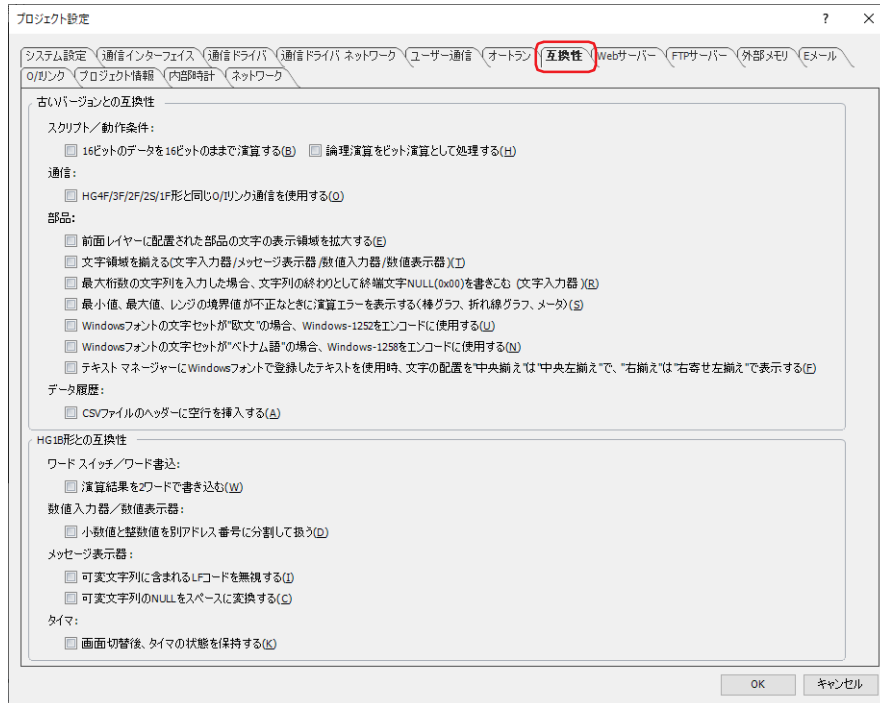 プロジェクト設定 ? ×
システム設定 通信インターフェイス 通信ドライバ 通信ドライバ ネットワーク ユーザー通信 オートラン 互換性 Webサーバー FTPサーバー 外部メモリ Eメール
O/Iリンク プロジェクト情報 内部時計 ネットワーク
古いバージョンとの互換性
スクリプト／動作条件:
16ビットのデータを16ビットのままで演算する(B) 論理演算をビット演算として処理する(H)
通信:
HG4F/3F/2F/2S/1F形と同じO/Iリンク通信を使用する(O)
部品:
前面レイヤーに配置された部品の文字の表示領域を拡大する(E)
文字領域を揃える(文字入力器/メッセージ表示器/数値入力器/数値表示器)(T)
最大桁数の文字列を入力した場合、文字列の終わりとして終端文字NULL(0x00)を書きこむ (文字入力器)(R)
最小値、最大値、レンジの境界値が不正なときに演算エラーを表示する(棒グラフ、折れ線グラフ、メータ)(S)
Windowsフォントの文字セットが"欧文"の場合、Windows-1252をエンコードに使用する(U)
Windowsフォントの文字セットが"ベトナム語"の場合、Windows-1258をエンコードに使用する(N)
テキスト マネージャーにWindowsフォントで登録したテキストを使用時、文字の配置を"中央揃え"は"中央左揃え"で、"右揃え"は"右寄せ左揃え"で表示する(F)
データ履歴:
CSVファイルのヘッダーに空行を挿入する(A)
HG1B形との互換性
ワード スイッチ／ワード書込:
演算結果を2ワードで書き込む(W)
数値入力器／数値表示器:
小数値と整数値を別アドレス番号に分割して扱う(D)
メッセージ表示器:
可変文字列に含まれるLFコードを無視する(I)
可変文字列のNULLをスペースに変換する(C)
タイマ:
画面切替後、タイマの状態を保持する(K)
OK キャンセル